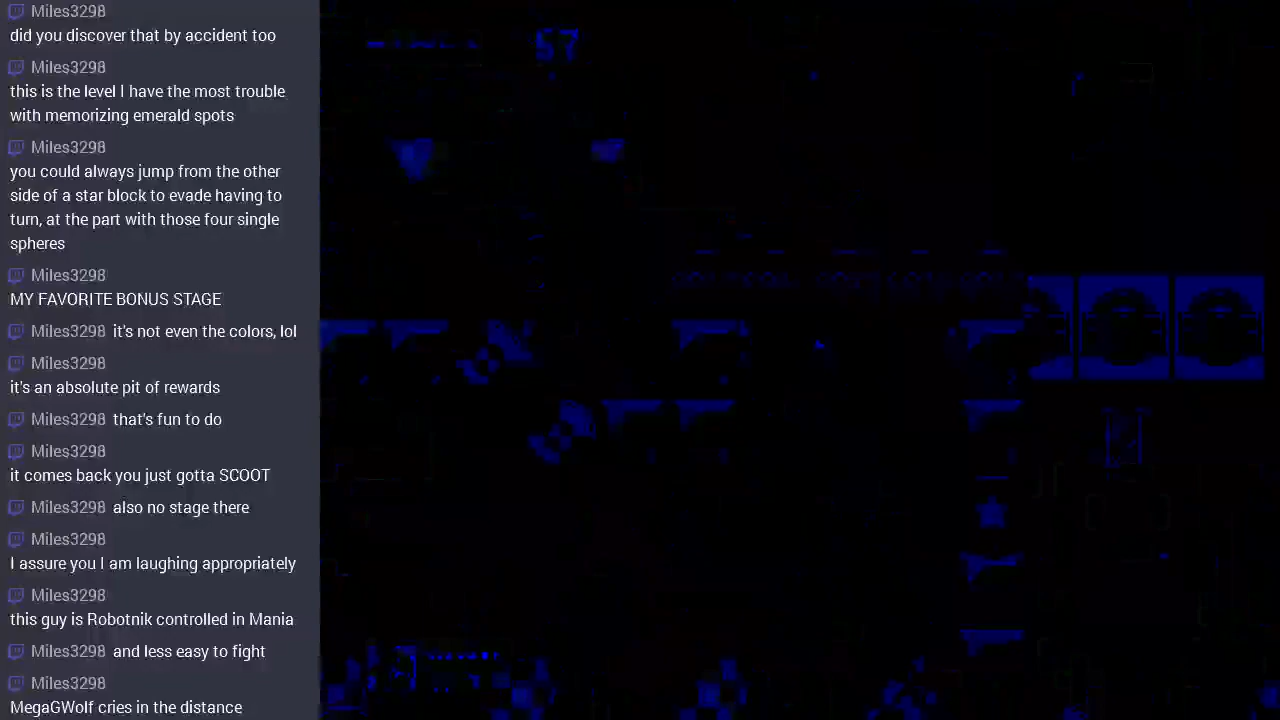 Miles3298
did you discover that by accident too
Miles3298
this is the level I have the most trouble
with memorizing emerald spots
Miles3298
you could always jump from the other
side of a star block to evade having to
turn, at the part with those four single
spheres
Miles3298
MY FAVORITE BONUS STAGE
Miles3298 it's not even the colors, lol
Miles3298
it's an absolute pit of rewards
Miles3298 that's fun to do
Miles3298
it comes back you just gotta SCOOT
Miles3298 also no stage there
Miles3298
I assure you I am laughing appropriately
Miles3298
this guy is Robotnik controlled in Mania
Miles3298 and less easy to fight
Miles3298
MegaGWolf cries in the distance